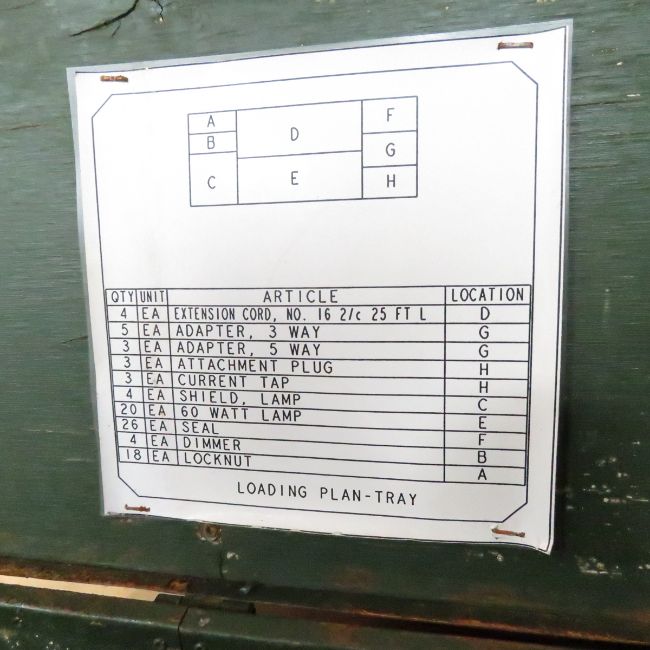 A D F
B G
C E H
QTY UNIT ARTICLE LOCATION
4 EA EXTENSION CORD, NO. 16 2/c 25 FT L D
5 EA ADAPTER, 3 WAY G
3 EA ADAPTER, 5 WAY G
3 EA ATTACHMENT PLUG H
3 EA CURRENT TAP H
4 EA SHIELD, LAMP C
20 EA 60 WATT LAMP E
26 EA SEAL F
4 EA DIMMER B
18 EA LOCKNUT A
LOADING PLAN-TRAY